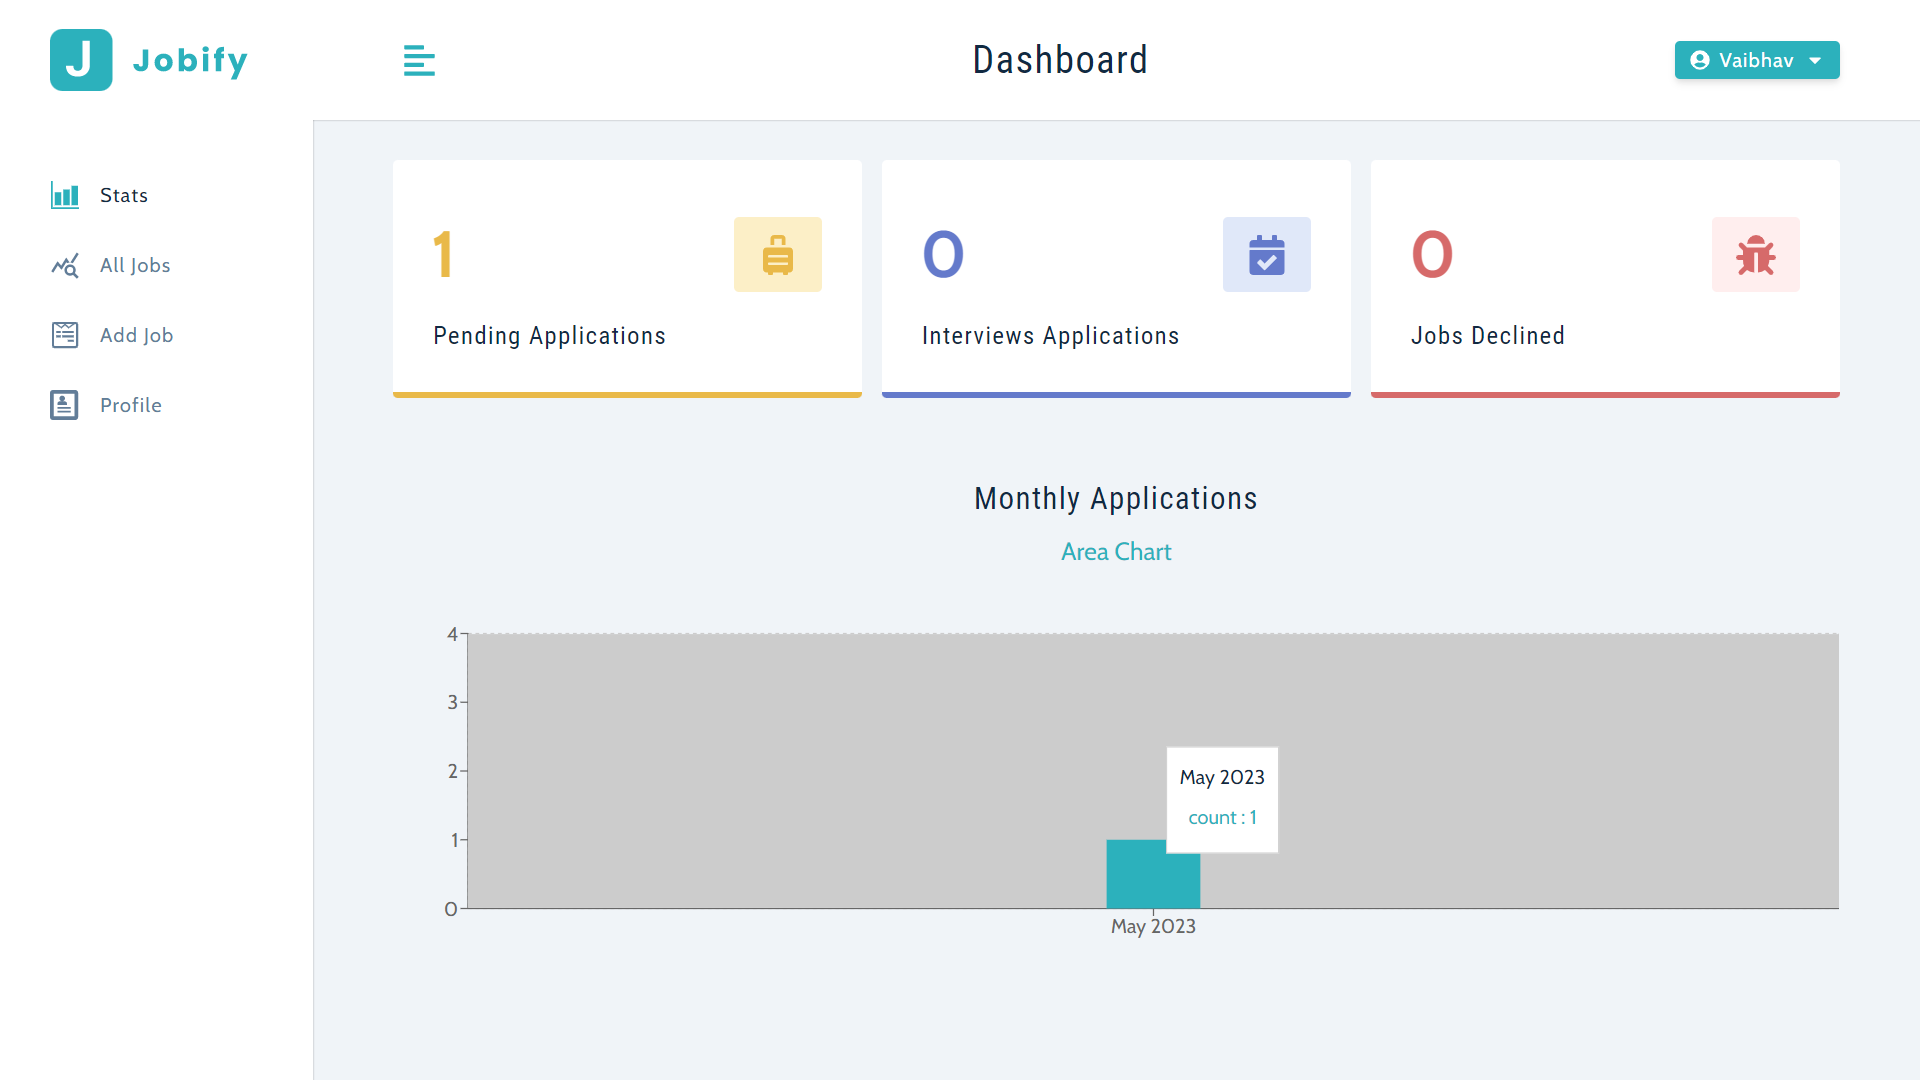 J Jobify
Dashboard
Vaibhav
Stats
All Jobs
Add Job
Profile
1
Pending Applications
0
Interviews Applications
0
Jobs Declined
Monthly Applications
Area Chart
4
3
2
1
0
May 2023
count : 1
May 2023